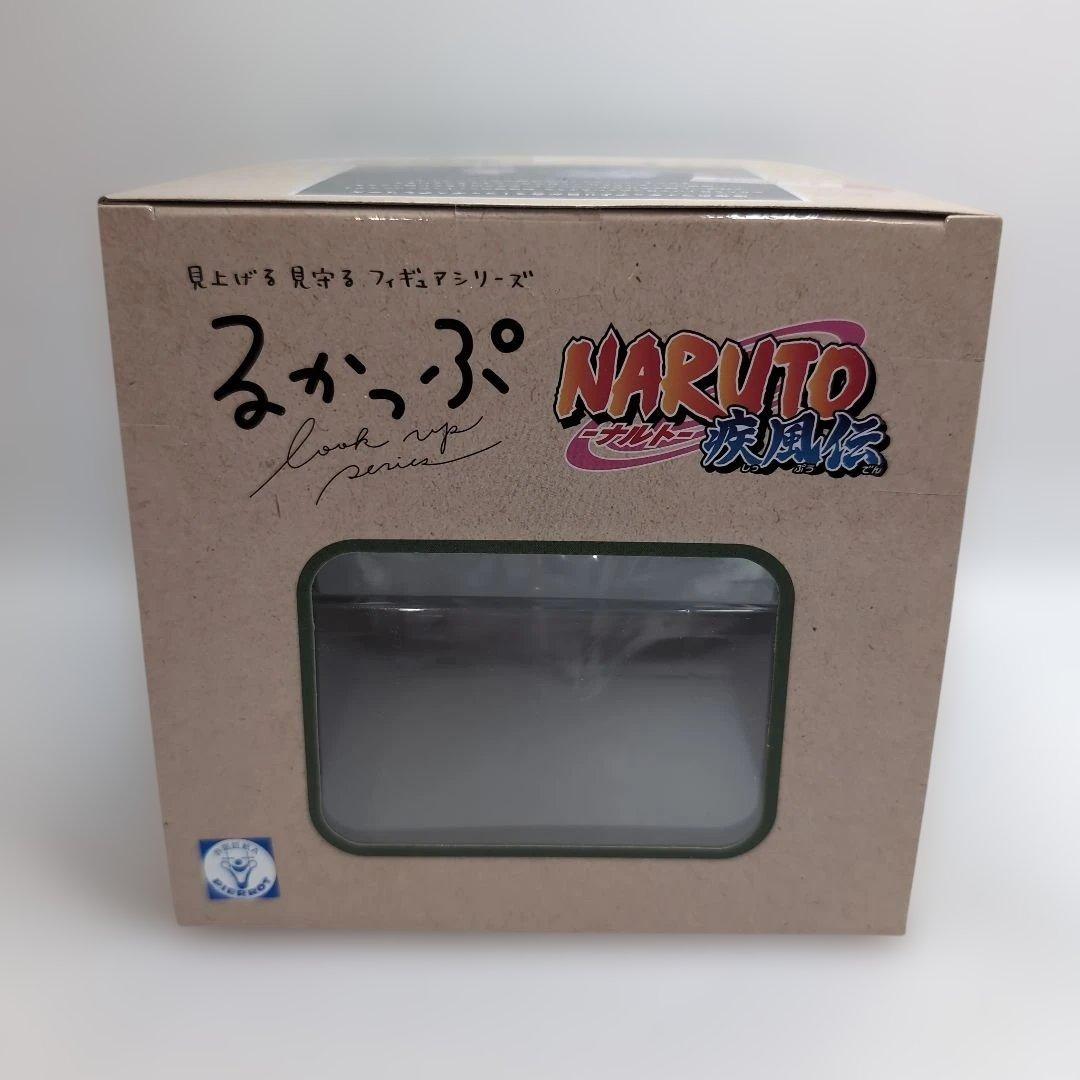 見上げる 見守る フィギュアシリーズ
るかっぷ
look up
series
NARUTO
-ナルト-
疾風伝
しっ ぷう でん
PIERROT